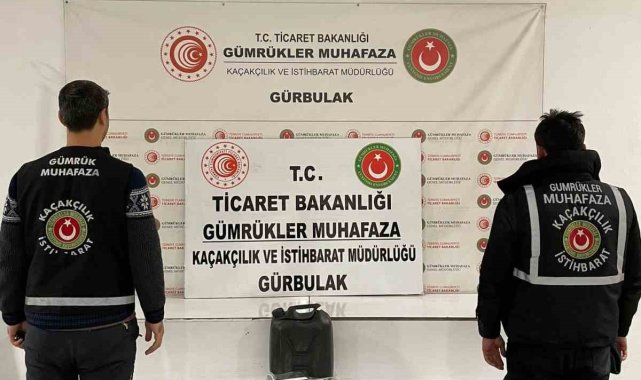 T.C. TİCARET BAKANLIĞI
GÜMRÜKLER MUHAFAZA
KAÇAKÇILIK VE İSTİHBARAT MÜDÜRLÜĞÜ
GÜRBULAK
T.C.
TİCARET BAKANLIĞI
GÜMRÜKLER MUHAFAZA
KAÇAKÇILIK VE İSTİHBARAT MÜDÜRLÜĞÜ
GÜRBULAK
GÜMRÜK
MUHAFAZA
KAÇAKÇILIK
İSTİHBARAT
GUMRUKLER
MUHAFAZA
KAÇAKÇILIK
İSTİHBARAT